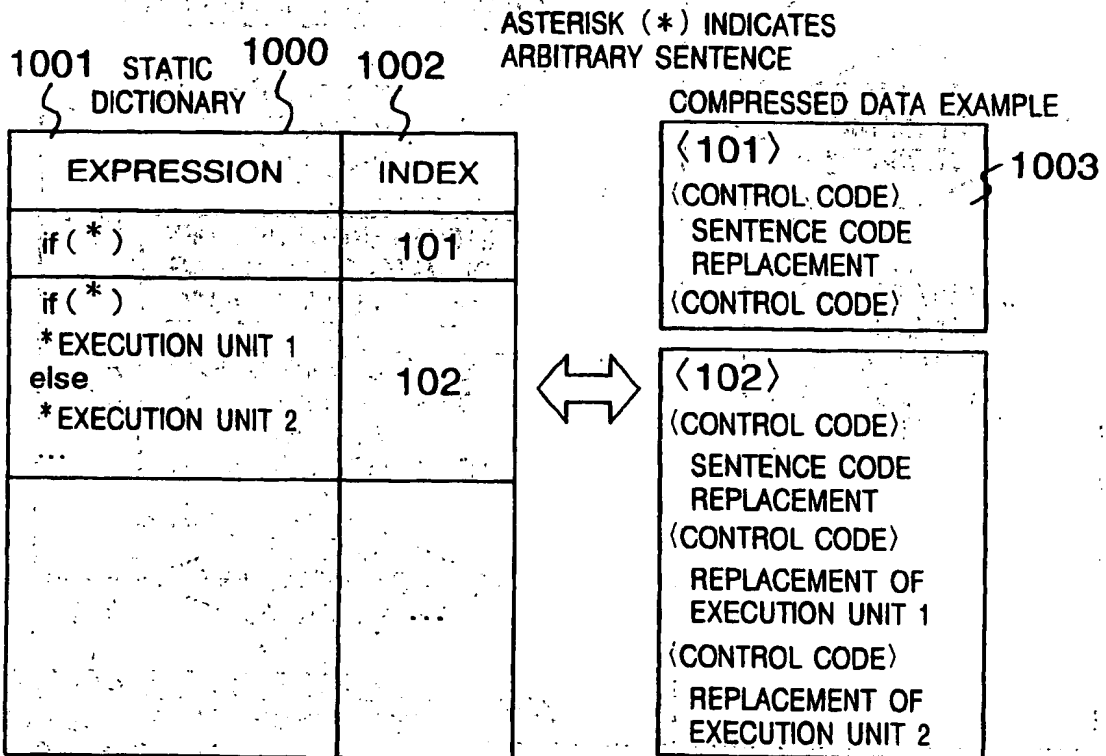 ASTERISK (*) INDICATES
ARBITRARY SENTENCE
1001 STATIC 1000 1002
DICTIONARY
EXPRESSION INDEX
if (*) 101
if (*)
*EXECUTION UNIT 1
else
*EXECUTION UNIT 2
...
102
...
COMPRESSED DATA EXAMPLE
〈101〉
1003
〈CONTROL CODE〉
SENTENCE CODE
REPLACEMENT
〈CONTROL CODE〉
〈102〉
〈CONTROL CODE〉
SENTENCE CODE
REPLACEMENT
〈CONTROL CODE〉
REPLACEMENT OF
EXECUTION UNIT 1
〈CONTROL CODE〉
REPLACEMENT OF
EXECUTION UNIT 2